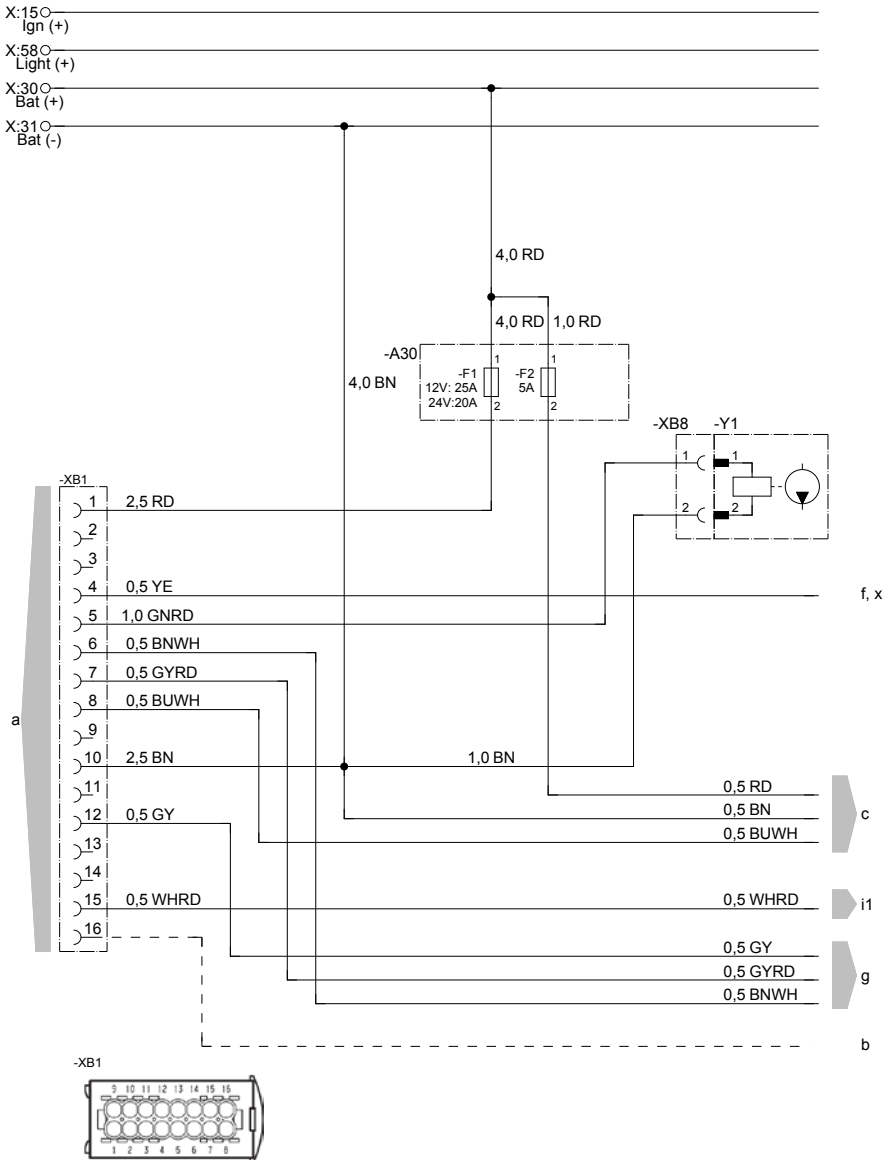 X:15
Ign (+)
X:58
Light (+)
X:30
Bat (+)
X:31
Bat (-)
4,0 RD
4,0 RD 1,0 RD
-A30
4,0 BN
-F1
12V: 25A
24V:20A
1
2
-F2
5A
1
2
-XB8 -Y1
1 1
2 2
-XB1
1 2,5 RD
2
3
4 0,5 YE f, x
5 1,0 GNRD
6 0,5 BNWH
7 0,5 GYRD
8 0,5 BUWH
a
9
10 2,5 BN 1,0 BN
11
0,5 RD
12 0,5 GY 0,5 BN c
13 0,5 BUWH
14
15 0,5 WHRD 0,5 WHRD i1
16
0,5 GY
0,5 GYRD g
0,5 BNWH
b
-XB1
9 10 11 12 13 14 15 16
1 2 3 4 5 6 7 8